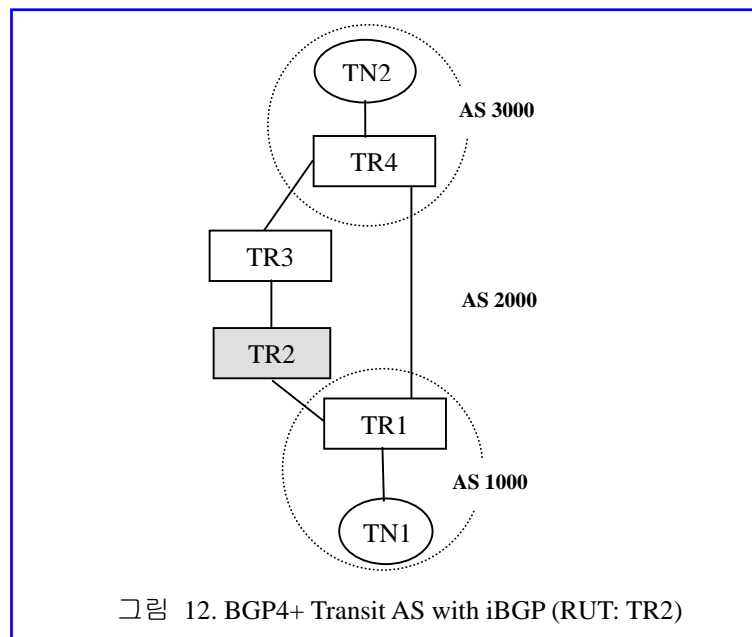 TN2
AS 3000
TR4
TR3
AS 2000
TR2
TR1
AS 1000
TN1
그림 12. BGP4+ Transit AS with iBGP (RUT: TR2)